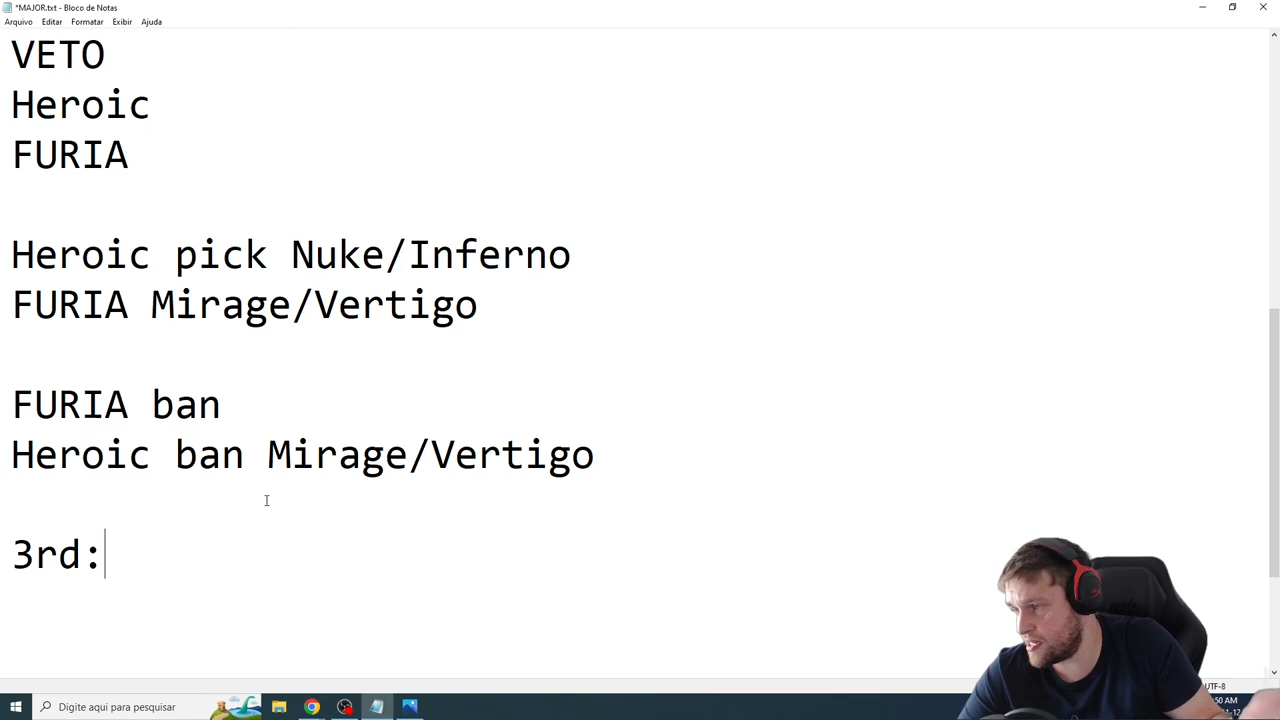 *MAJOR.txt - Bloco de Notas
Arquivo Editar Formatar Exibir Ajuda
VETO
Heroic
FURIA
Heroic pick Nuke/Inferno
FURIA Mirage/Vertigo
FURIA ban
Heroic ban Mirage/Vertigo
3rd:
UTF-8
Digite aqui para pesquisar